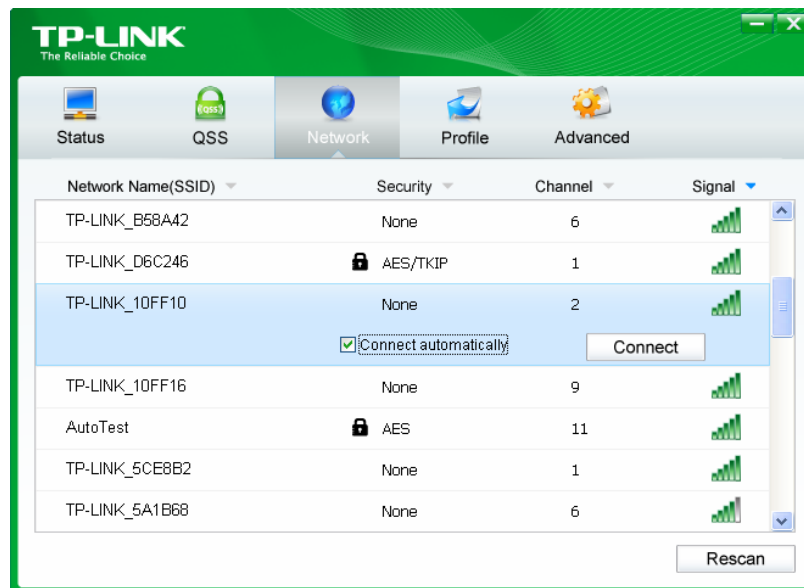 TP-LINK
The Reliable Choice
Status QSS Network Profile Advanced
Network Name(SSID) Security Channel Signal
TP-LINK_B58A42 None 6
TP-LINK_D6C246 AES/TKIP 1
TP-LINK_10FF10 None 2
Connect automatically Connect
TP-LINK_10FF16 None 9
AutoTest AES 11
TP-LINK_5CE8B2 None 1
TP-LINK_5A1B68 None 6
Rescan